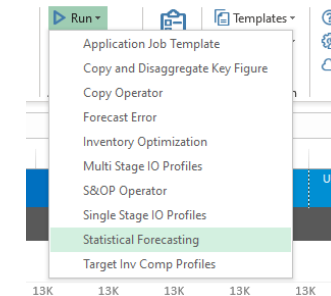 Run
Templates
Application Job Template
Copy and Disaggregate Key Figure
Copy Operator
Forecast Error
Inventory Optimization
Multi Stage IO Profiles
S&OP Operator
Single Stage IO Profiles
Statistical Forecasting
Target Inv Comp Profiles
13K 13K 13K 13K 13K